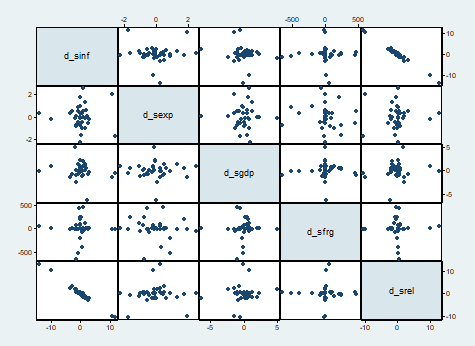 -2 0 2 -500 0 500
d_sinf
-10 0 10
2 0 -2
d_sexp
d_sgdp
5 0 -5
500 0 -500
d_sfrg
d_srel
10 0 -10
-10 0 10 -5 0 5 -10 0 10